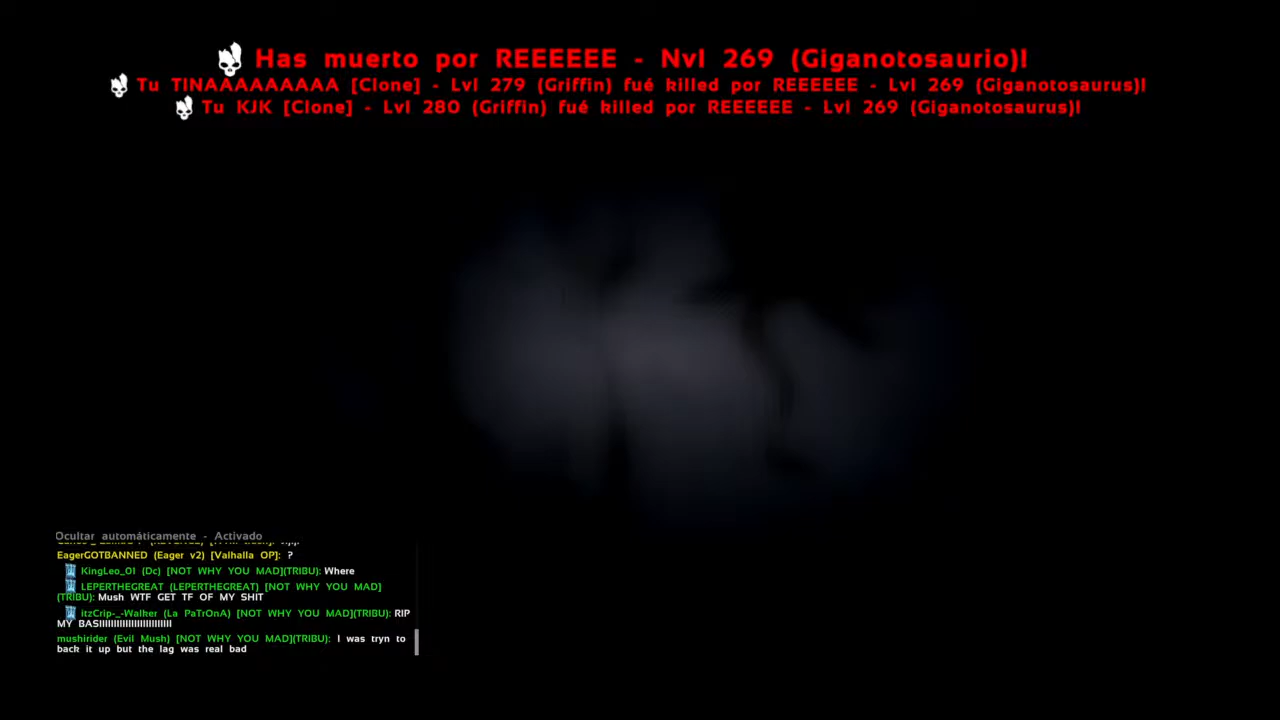 Has muerto por REEEEEE - Nvl 269 (Giganotosaurio)!
Tu TINAAAAAAAAA [Clone] - Lvl 279 (Griffin) fué killed por REEEEEE - Lvl 269 (Giganotosaurus)!
Tu KJK [Clone] - Lvl 280 (Griffin) fué killed por REEEEEE - Lvl 269 (Giganotosaurus)!
Ocultar automáticamente - Activado
EagerGOTBANNED (Eager v2) [Valhalla OP]: ?
KingLeo_01 (Dc) [NOT WHY YOU MAD](TRIBU): Where
LEPERTHEGREAT (LEPERTHEGREAT) [NOT WHY YOU MAD]
(TRIBU): Mush WTF GET TF OF MY SHIT
itzCrip-_-Walker (La PaTrOnA) [NOT WHY YOU MAD](TRIBU): RIP
MY BASIIIIIIIIIIIIIIIIIIIIIIII
mushirider (Evil Mush) [NOT WHY YOU MAD](TRIBU): I was tryn to
back it up but the lag was real bad